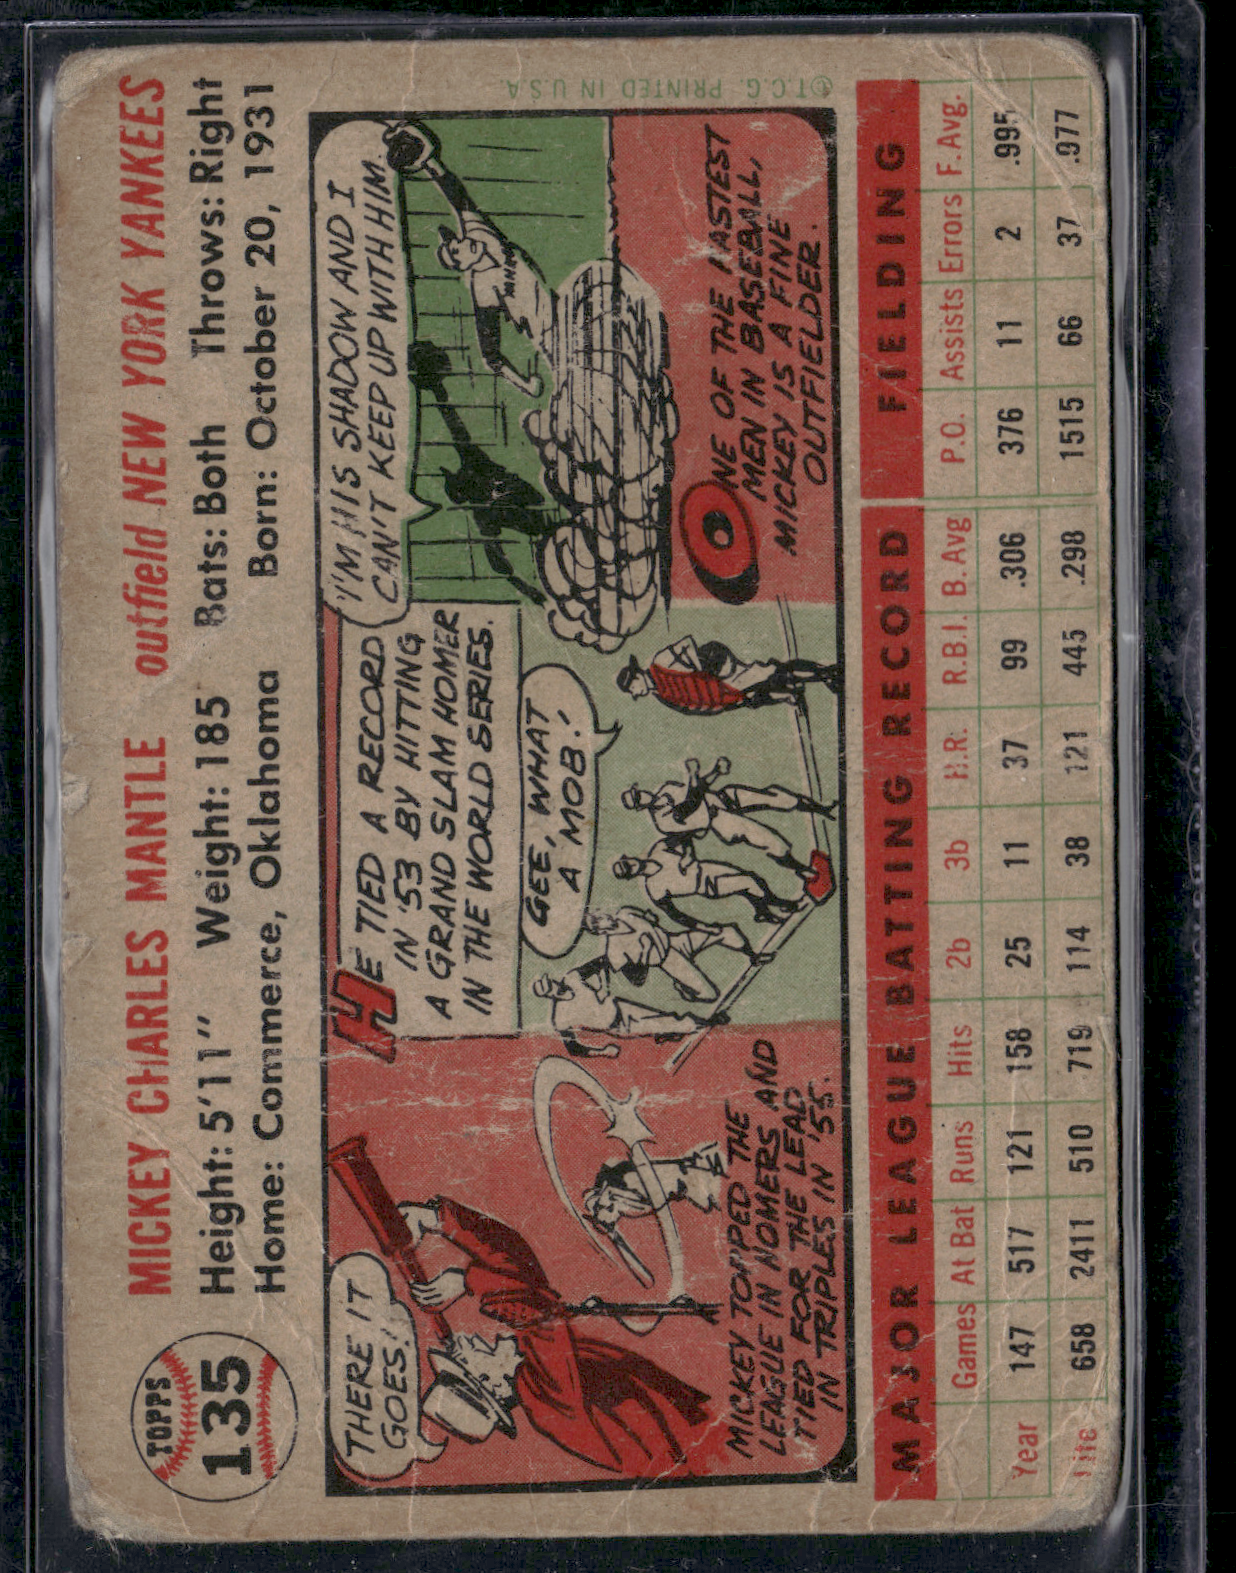 TOPPS
135
MICKEY CHARLES MANTLE outfield NEW YORK YANKEES
Height: 5'11" Weight: 185 Bats: Both Throws: Right
Home: Commerce, Oklahoma Born: October 20, 1931
THERE IT
GOES!
MICKEY TOPPED THE
LEAGUE IN HOMERS AND
TIED FOR THE LEAD
IN TRIPLES IN '55.
HE TIED A RECORD
IN '53 BY HITTING
A GRAND SLAM HOMER
IN THE WORLD SERIES.
GEE, WHAT
A MOB!
"I'M HIS SHADOW AND I
CAN'T KEEP UP WITH HIM.
ONE OF THE FASTEST
MEN IN BASEBALL,
MICKEY IS A FINE
OUTFIELDER.
©T.C.G. PRINTED IN U.S.A.
MAJOR LEAGUE BATTING RECORD FIELDING
Games At Bat Runs Hits 2b 3b H.R. R.B.I. B. Avg P.O. Assists Errors F. Avg.
Year 147 517 121 158 25 11 37 99 .306 376 11 2 .995
Life 658 2411 510 719 114 38 121 445 .298 1515 66 37 .977